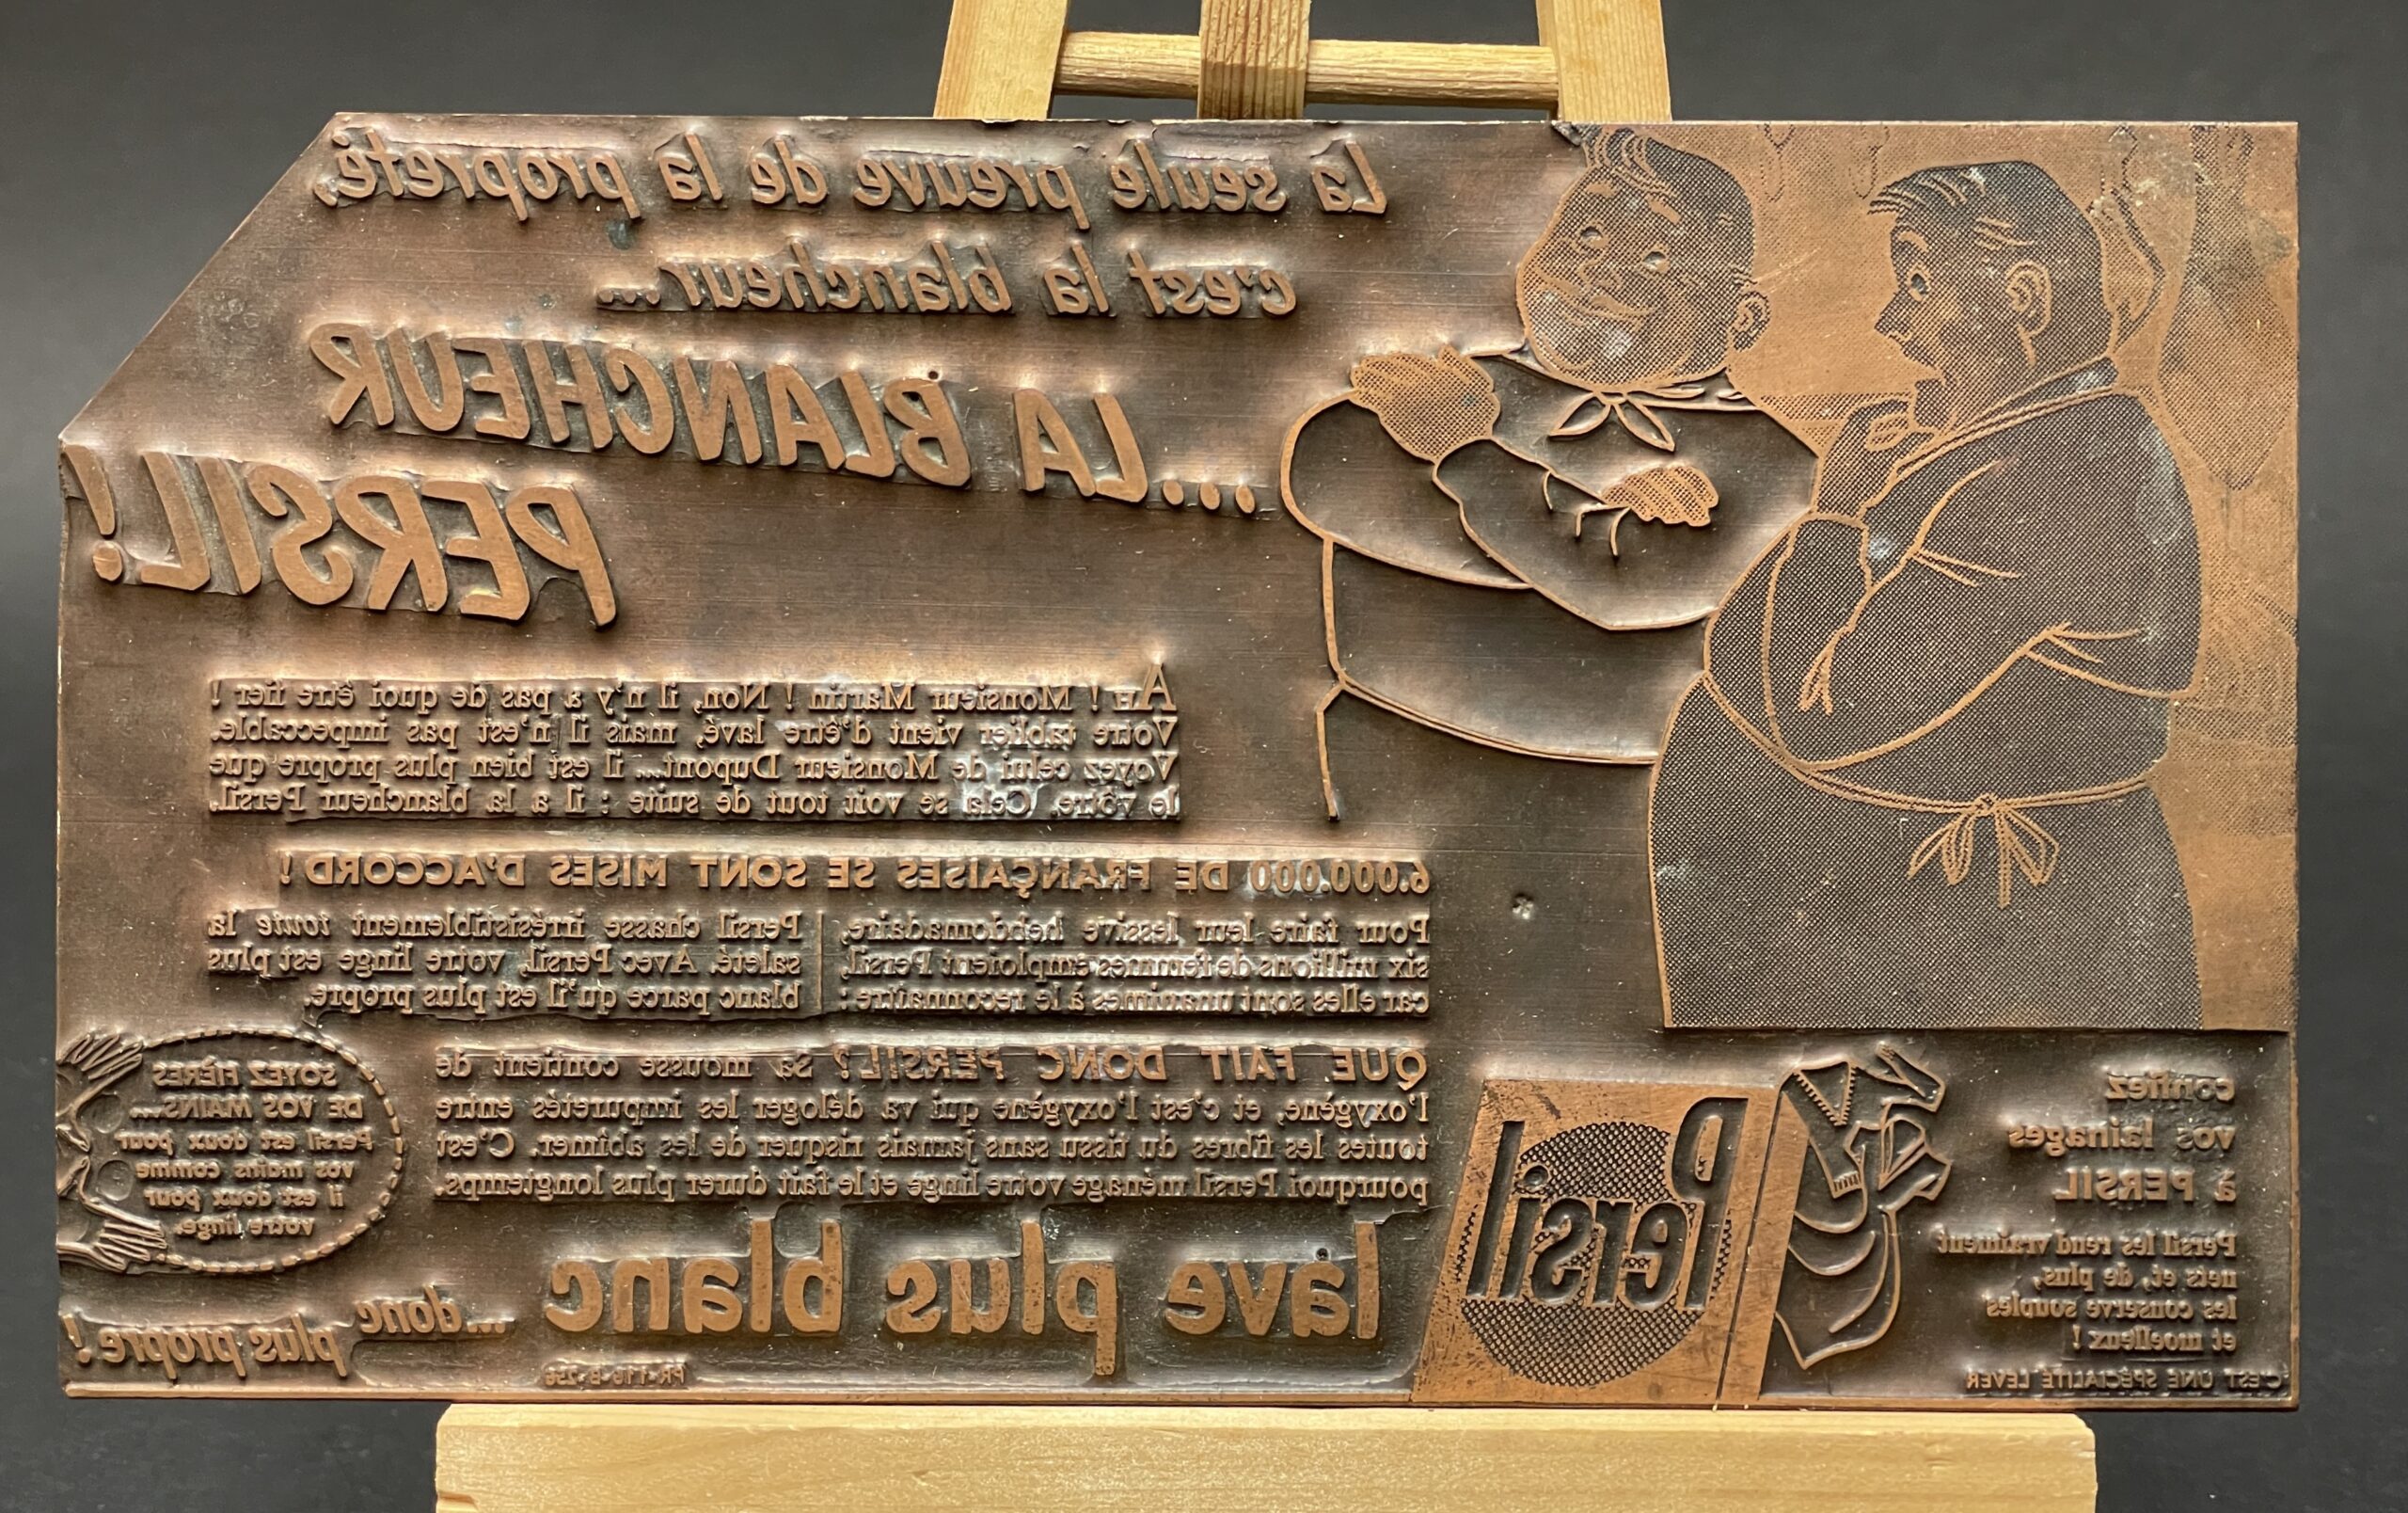 La seule preuve de la propreté,
c'est la blancheur...
...LA BLANCHEUR
PERSIL!
AH ! Monsieur Martin ! Non, il n'y a pas de quoi être fier !
Votre tablier vient d'être lavé, mais il n'est pas impeccable.
Voyez celui de Monsieur Dupont... il est bien plus propre que
le vôtre. Cela se voit tout de suite : il a la blancheur Persil.
6.000.000 DE FRANÇAISES SE SONT MISES D'ACCORD !
Pour faire leur lessive hebdomadaire,
six millions de femmes emploient Persil,
car elles sont unanimes à le reconnaître :
Persil chasse irrésistiblement toute la
saleté. Avec Persil, votre linge est plus
blanc parce qu'il est plus propre.
QUE FAIT DONC PERSIL? sa mousse contient de
l'oxygène, et c'est l'oxygène qui va déloger les impuretés entre
toutes les fibres du tissu sans jamais risquer de les abîmer. C'est
pourquoi Persil ménage votre linge et le fait durer plus longtemps.
SOYEZ FIÈRES
DE VOS MAINS...
Persil est doux pour
vos mains comme
il est doux pour
votre linge.
confiez
vos lainages
à PERSIL
Persil les rend vraiment
nets et, de plus,
les conserve souples
et moelleux !
C'EST UNE SPÉCIALITÉ LEVER
Persil
lave plus blanc
...donc
plus propre !
PR 116-B-256